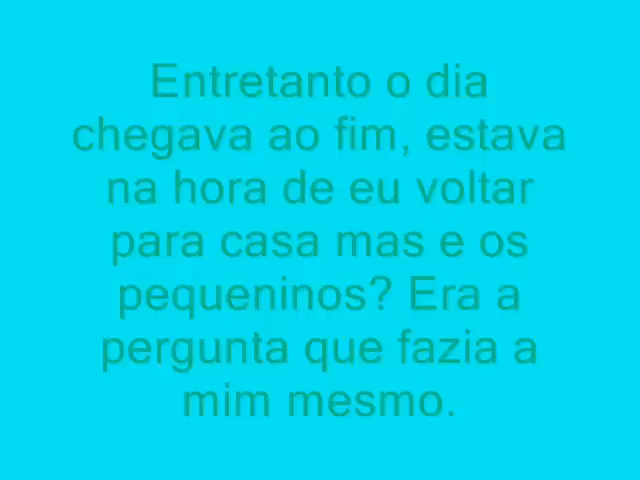 Entretanto o dia
chegava ao fim, estava
na hora de eu voltar
para casa mas e os
pequeninos? Era a
pergunta que fazia a
mim mesmo.